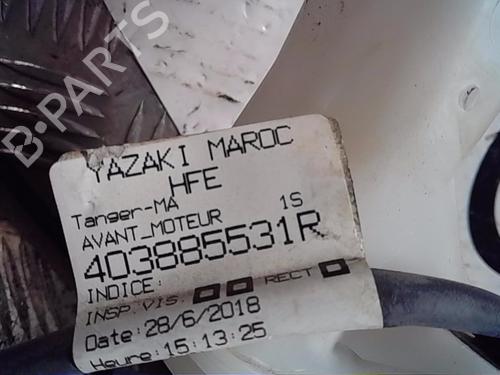 B-PARTS
YAZAKI MAROC
HFE
Tanger-MA
AVANT_MOTEUR 1S
403885531R
INDICE:
INSP.VIS. RECT
Date: 28/6/2018
Heure: 15:13:25